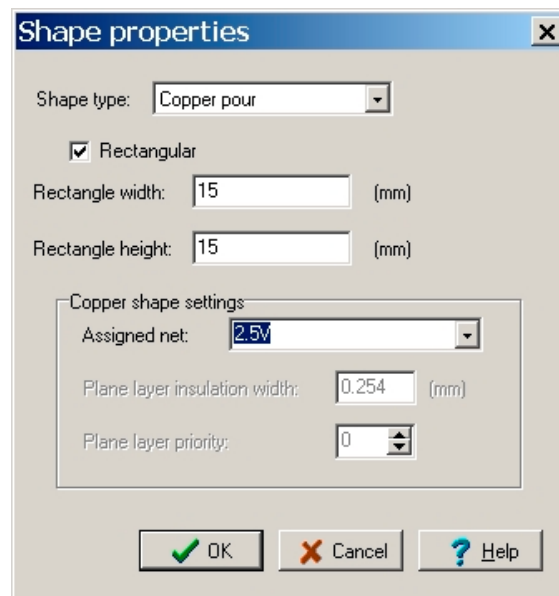 Shape properties
Shape type: Copper pour
Rectangular
Rectangle width: 15 (mm)
Rectangle height: 15 (mm)
Copper shape settings
Assigned net: 2.5V
Plane layer insulation width: 0.254 (mm)
Plane layer priority: 0
OK Cancel Help